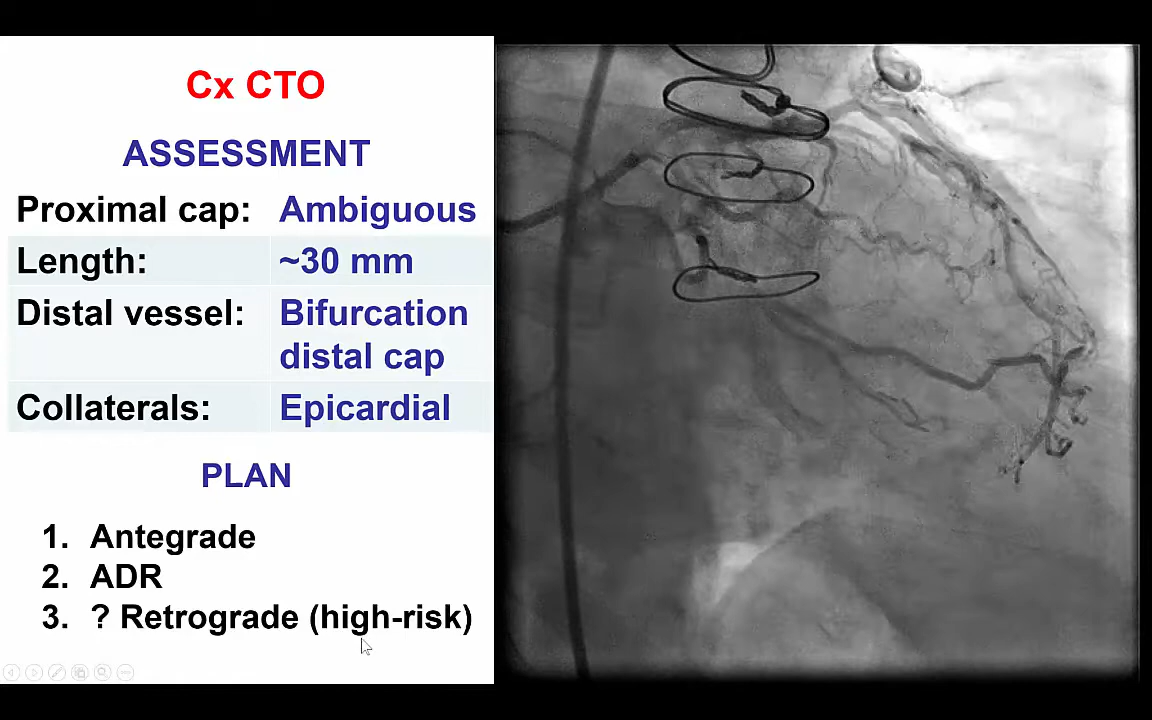 Cx CTO
ASSESSMENT
Proximal cap: Ambiguous
Length: ~30 mm
Distal vessel: Bifurcation
distal cap
Collaterals: Epicardial
PLAN
1. Antegrade
2. ADR
3. ? Retrograde (high-risk)